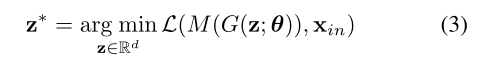 z* = arg min L(M(G(z; θ)), x_in) (3)
z∈ℝ^d